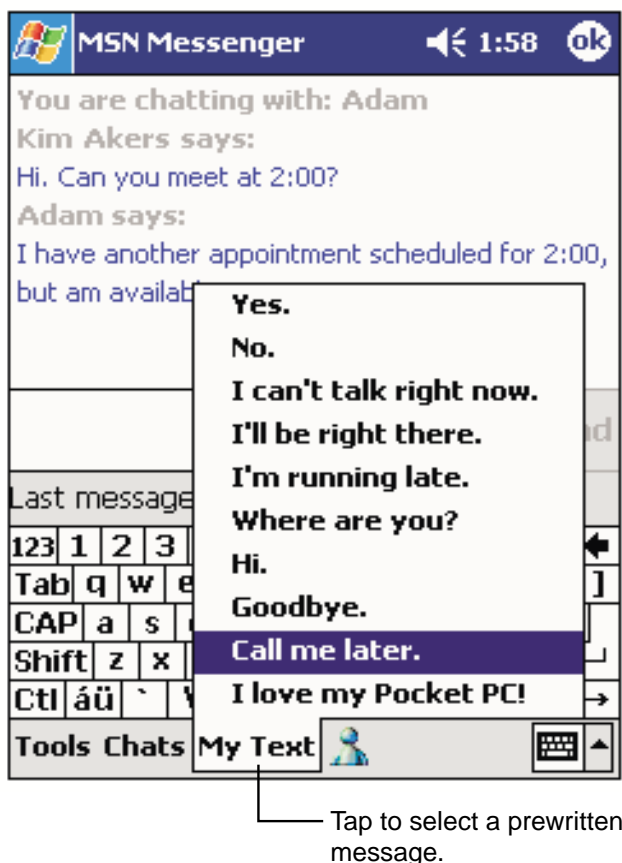 MSN Messenger 1:58 ok
You are chatting with: Adam
Kim Akers says:
Hi. Can you meet at 2:00?
Adam says:
I have another appointment scheduled for 2:00,
but am
Yes.
No.
I can't talk right now.
I'll be right there.
I'm running late.
Where are you?
Hi.
Goodbye.
Call me later.
I love my Pocket PC!
Last message
123 1 2 3
Tab q w e ]
CAP a s
Shift z x
Ctl áü `
Tools Chats My Text
Tap to select a prewritten
message.